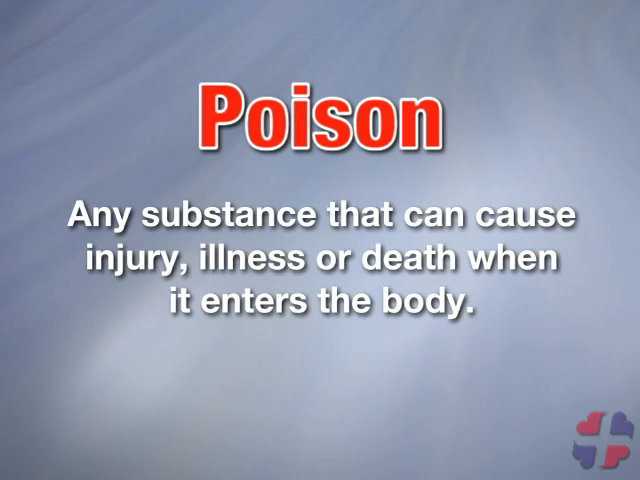 Poison
Any substance that can cause
injury, illness or death when
it enters the body.